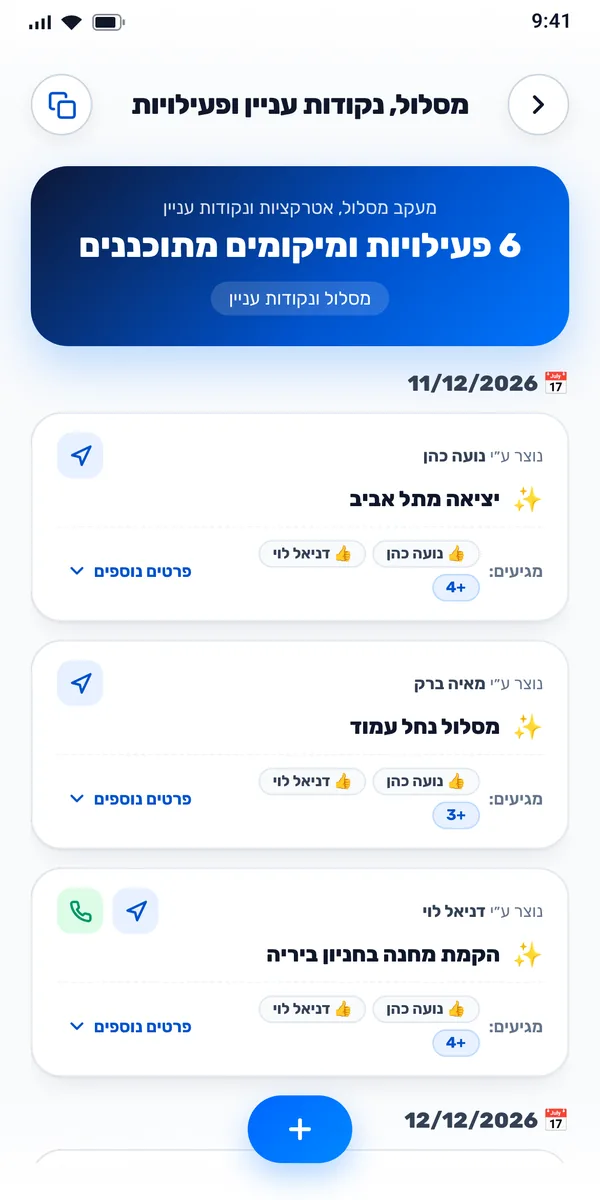 9:41
מסלול, נקודות עניין ופעילויות
מעקב מסלול, אטרקציות ונקודות עניין
6 פעילויות ומיקומים מתוכננים
מסלול ונקודות עניין
📅 11/12/2026
נוצר ע״י נועה כהן
✨ יציאה מתל אביב
מגיעים: 👍 נועה כהן 👍 דניאל לוי
+4
פרטים נוספים
נוצר ע״י מאיה ברק
✨ מסלול נחל עמוד
מגיעים: 👍 נועה כהן 👍 דניאל לוי
+3
פרטים נוספים
נוצר ע״י דניאל לוי
✨ הקמת מחנה בחניון ביריה
מגיעים: 👍 נועה כהן 👍 דניאל לוי
+4
פרטים נוספים
📅 12/12/2026
+